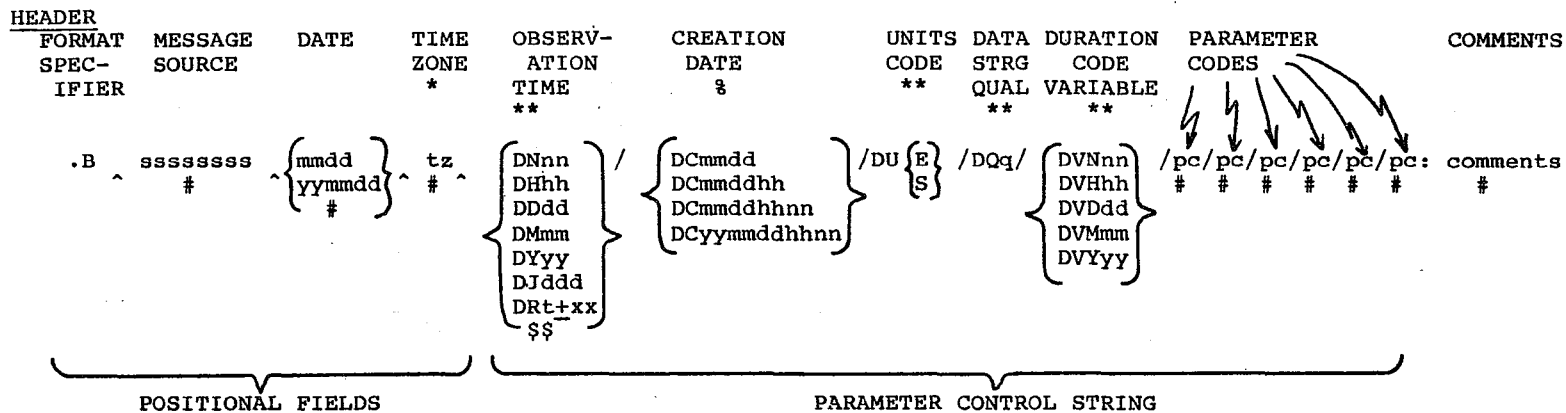 HEADER
FORMAT MESSAGE DATE TIME OBSERV- CREATION UNITS DATA DURATION PARAMETER COMMENTS
SPEC- SOURCE ZONE ATION DATE CODE STRG CODE CODES
IFIER * TIME % ** QUAL VARIABLE
** ** **
.B ^ ssssssss ^ mmdd ^ tz ^ DNnn / DCmmdd /DU E /DQq/ DVNnn /pc/pc/pc/pc/pc/pc: comments
# yymmdd # DHhh DCmmddhh S DVHhh # # # # # # #
# DDdd DCmmddhhnn DVDdd
DMmm DCyymmddhhnn DVMmm
DYyy DVYyy
DJddd
DRt+xx
$$
POSITIONAL FIELDS PARAMETER CONTROL STRING